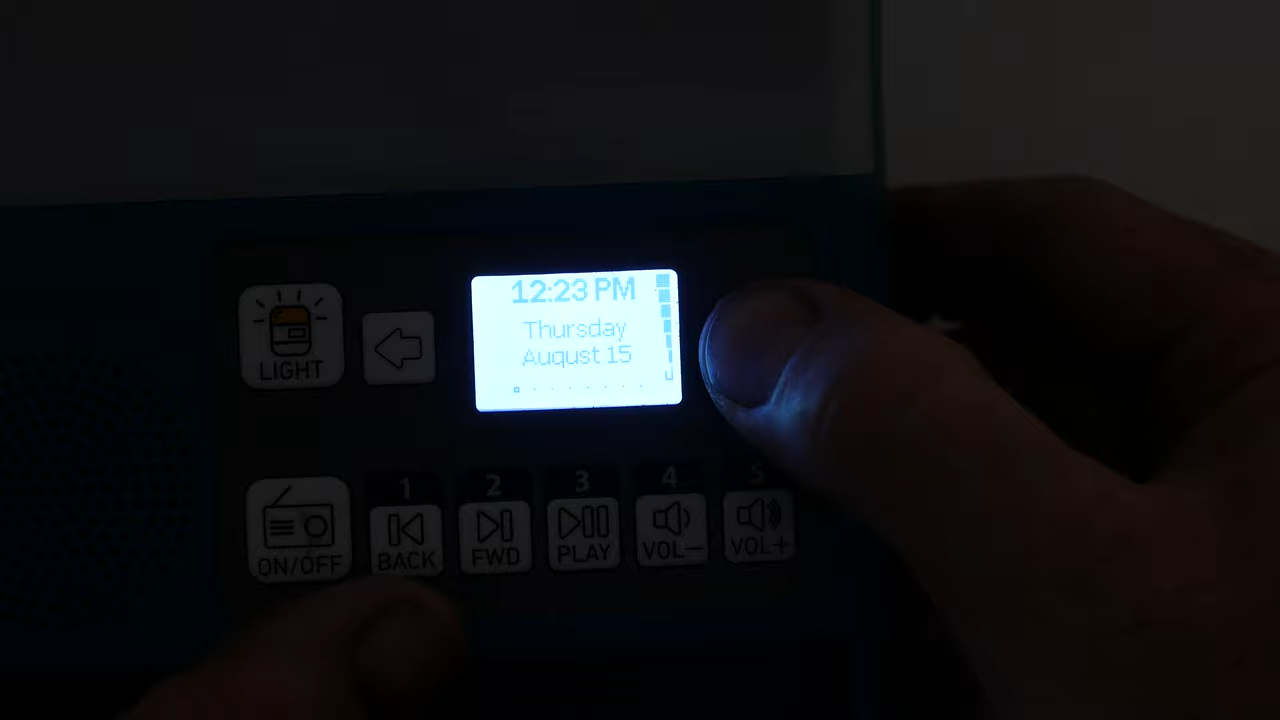 12:23 PM
Thursday
August 15
LIGHT
1 2 3 4 5
ON/OFF BACK FWD PLAY VOL– VOL+